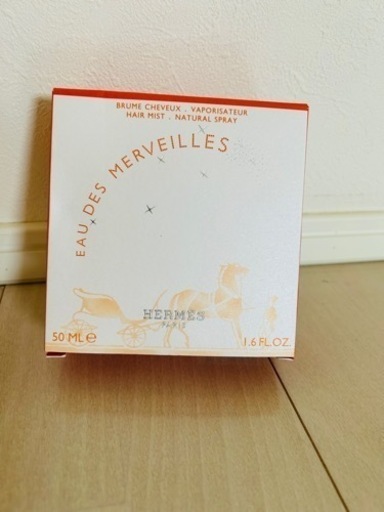 BRUME CHEVEUX . VAPORISATEUR
HAIR MIST . NATURAL SPRAY
EAU DES MERVEILLES
HERMÈS
PARIS
50 ML e
1.6 FL.OZ.